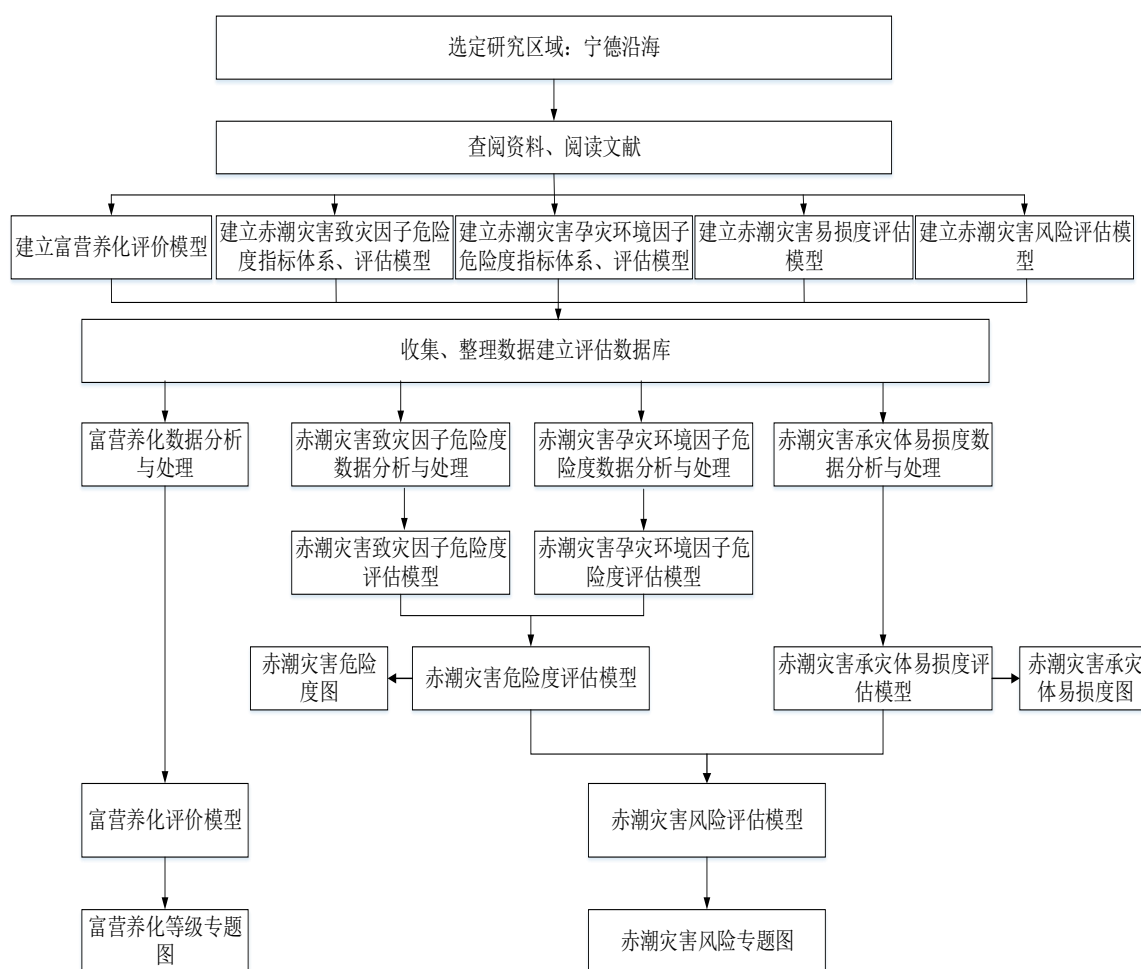 选定研究区域：宁德沿海
查阅资料、阅读文献
建立富营养化评价模型
建立赤潮灾害致灾因子危险
度指标体系、评估模型
建立赤潮灾害孕灾环境因子
危险度指标体系、评估模型
建立赤潮灾害易损度评估
模型
建立赤潮灾害风险评估模
型
收集、整理数据建立评估数据库
富营养化数据分析
与处理
赤潮灾害致灾因子危险度
数据分析与处理
赤潮灾害孕灾环境因子危
险度数据分析与处理
赤潮灾害承灾体易损度数
据分析与处理
赤潮灾害致灾因子危险度
评估模型
赤潮灾害孕灾环境因子危
险度评估模型
赤潮灾害危险
度图
赤潮灾害危险度评估模型
赤潮灾害承灾体易损度评
估模型
赤潮灾害承灾
体易损度图
富营养化评价模型
赤潮灾害风险评估模型
富营养化等级专题
图
赤潮灾害风险专题图